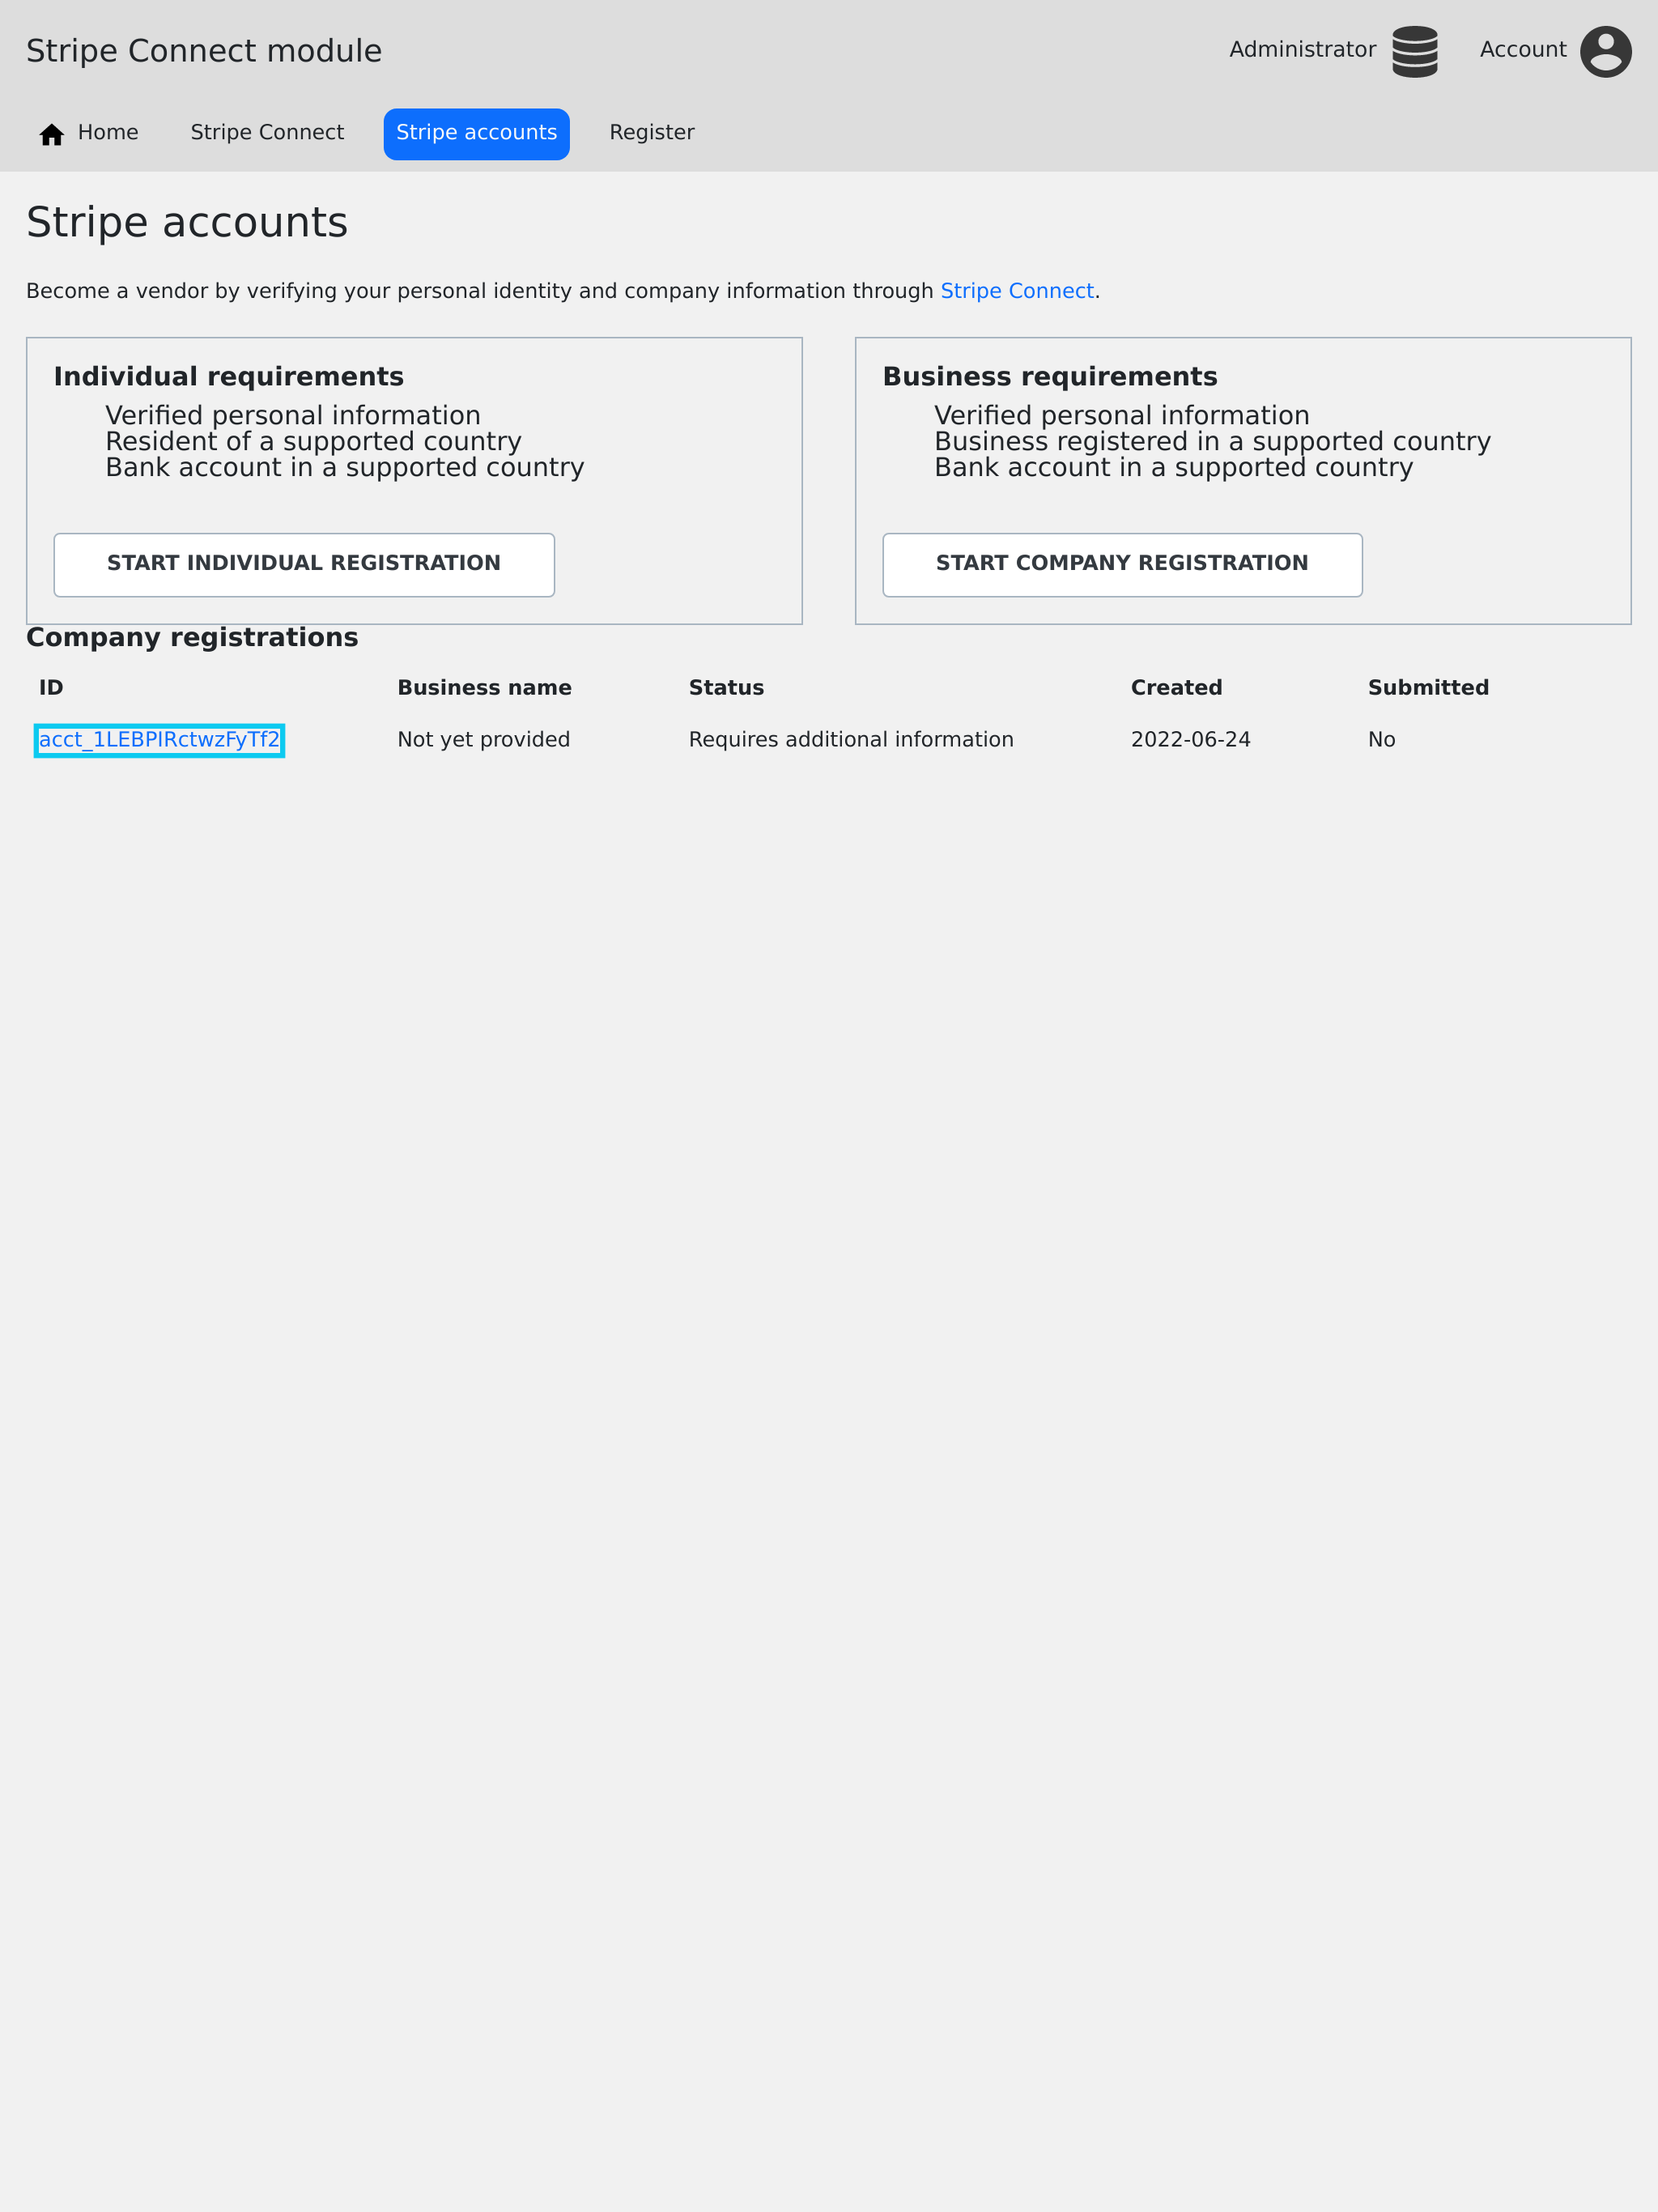 Stripe Connect module
Administrator
Account
Home
Stripe Connect
Stripe accounts
Register
Stripe accounts
Become a vendor by verifying your personal identity and company information through Stripe Connect.
Individual requirements
Verified personal information
Resident of a supported country
Bank account in a supported country
START INDIVIDUAL REGISTRATION
Business requirements
Verified personal information
Business registered in a supported country
Bank account in a supported country
START COMPANY REGISTRATION
Company registrations
ID Business name Status Created Submitted
acct_1LEBPIRctwzFyTf2 Not yet provided Requires additional information 2022-06-24 No